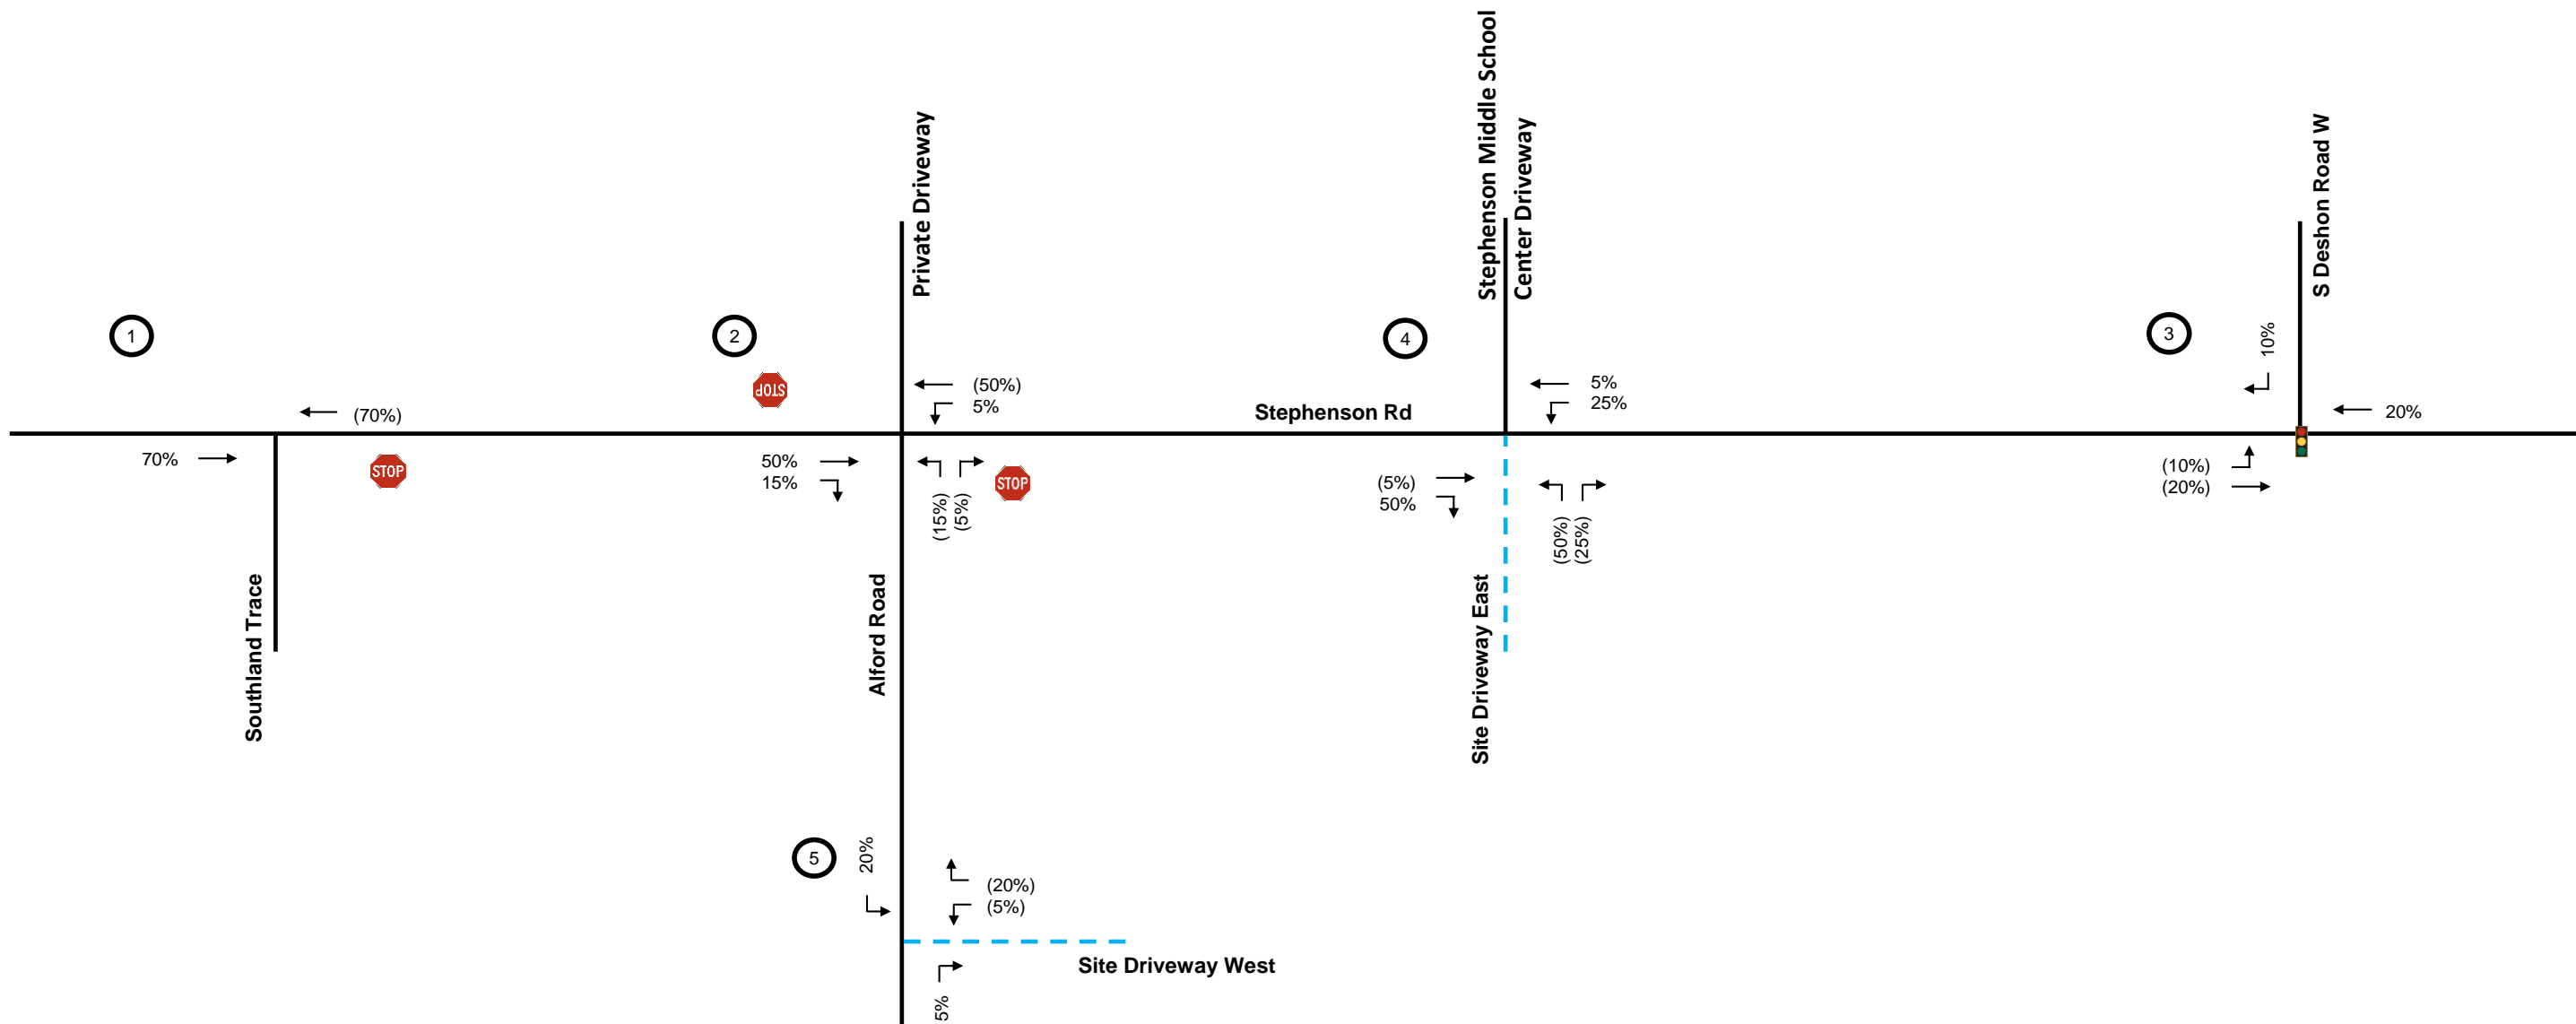 Stephenson Middle School
Center Driveway
Private Driveway
S Deshon Road W
1
2
4
3
10%
STOP
(50%)
5%
5%
25%
(70%)
Stephenson Rd
20%
70%
STOP
50%
15%
(15%)
(5%)
STOP
(5%)
50%
(50%)
(25%)
(10%)
(20%)
Southland Trace
Alford Road
Site Driveway East
5
20%
(20%)
(5%)
Site Driveway West
5%